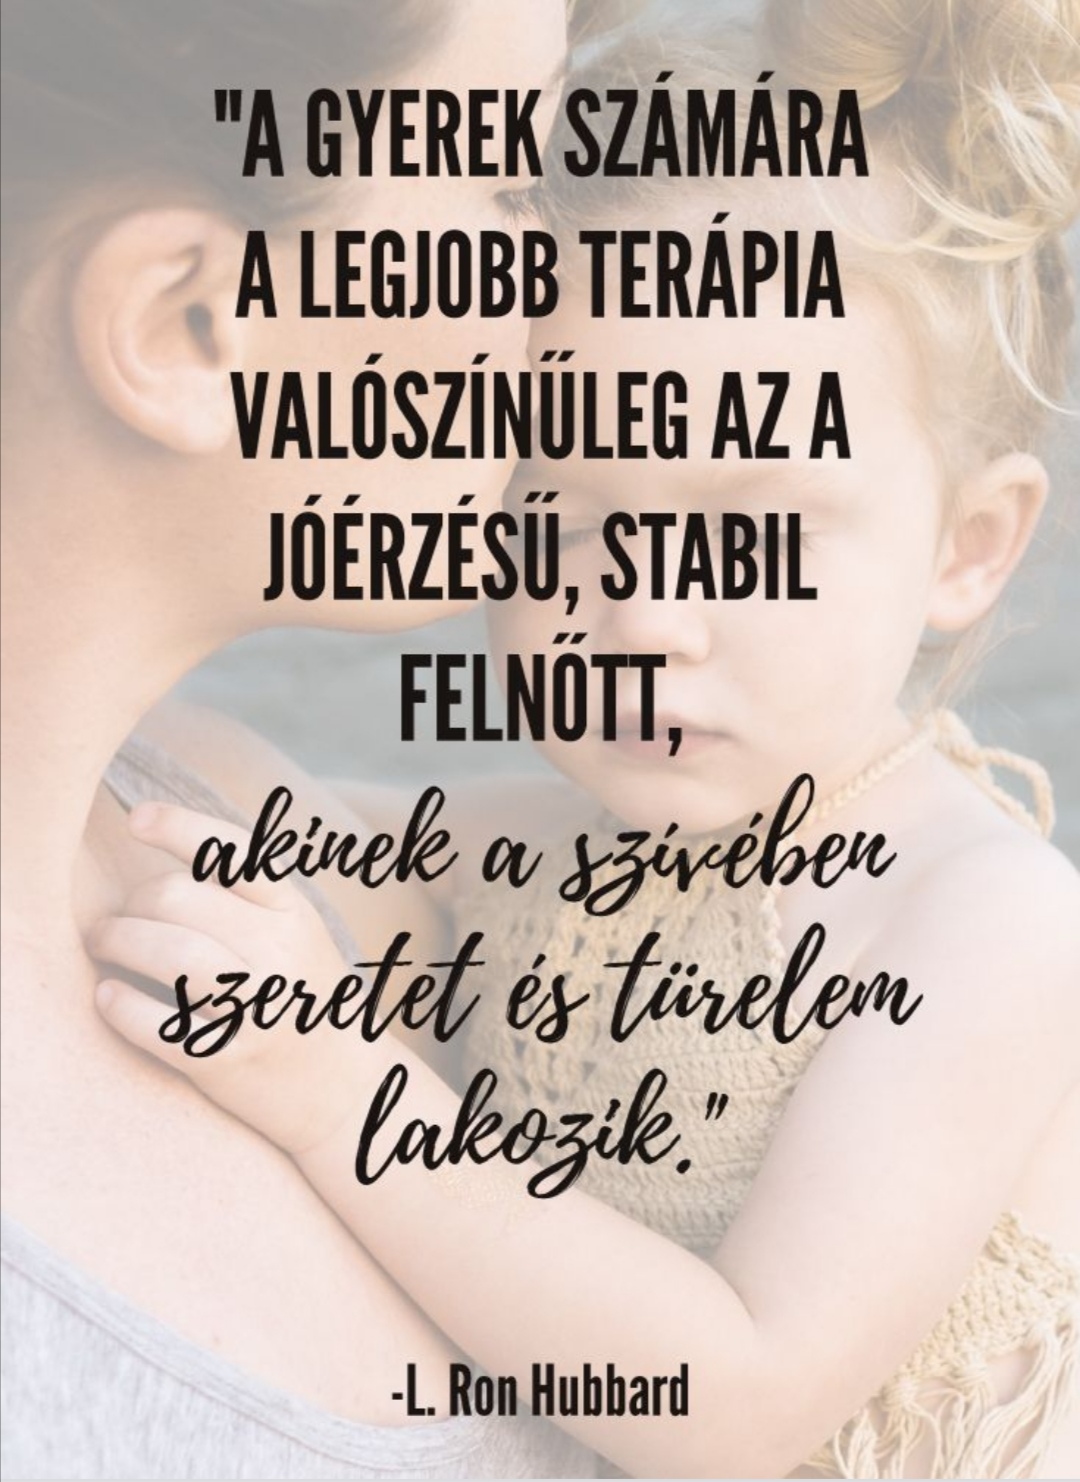 "A GYEREK SZÁMÁRA
A LEGJOBB TERÁPIA
VALÓSZÍNŰLEG AZ A
JÓÉRZÉSŰ, STABIL
FELNŐTT,
akinek a szívében
szeretet és türelem
lakozik."
-L. Ron Hubbard